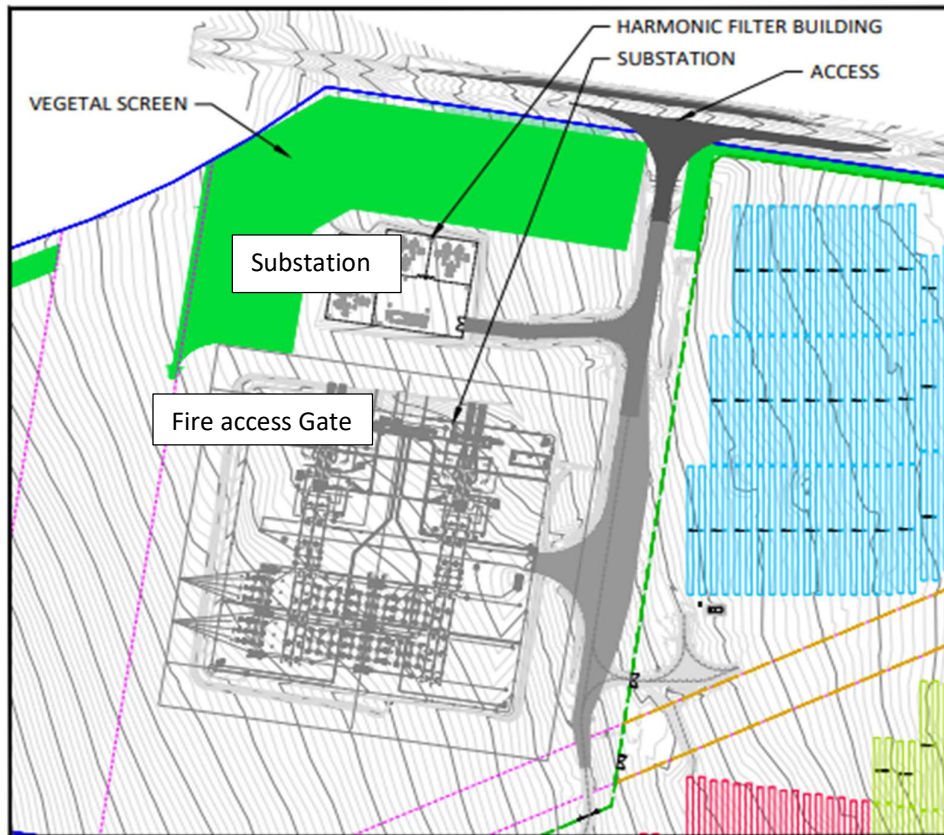 HARMONIC FILTER BUILDING
SUBSTATION
ACCESS
VEGETAL SCREEN
Substation
Fire access Gate